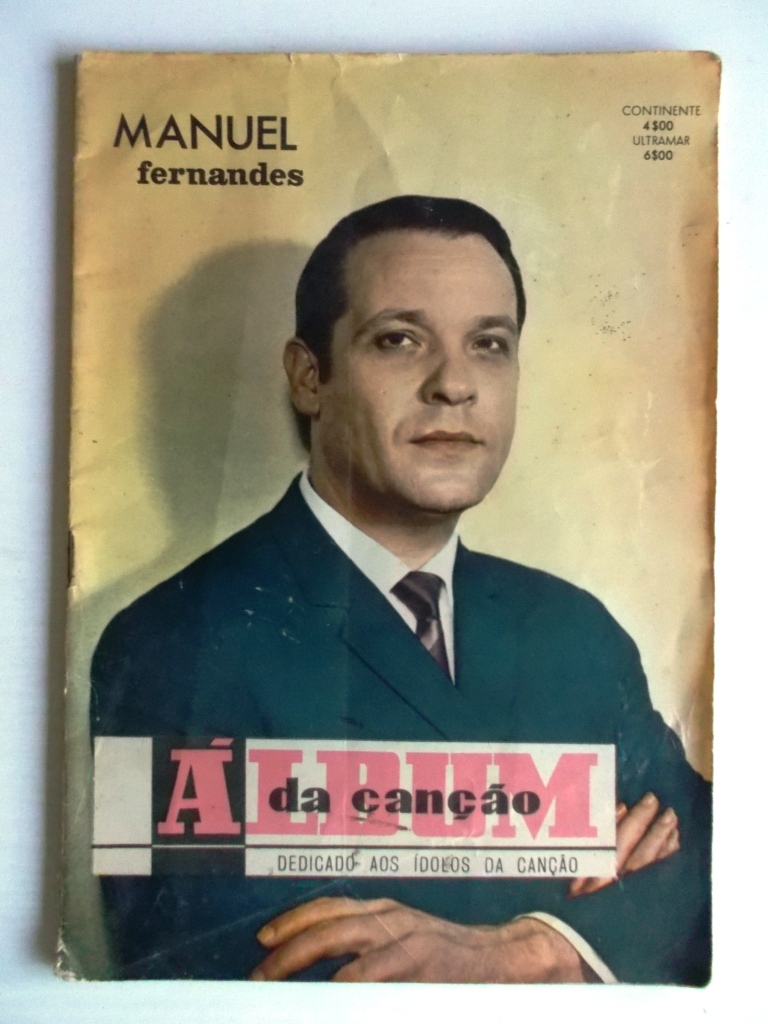 MANUEL
fernandes
CONTINENTE
4$00
ULTRAMAR
6$00
ÁLBUM
da canção
DEDICADO AOS ÍDOLOS DA CANÇÃO